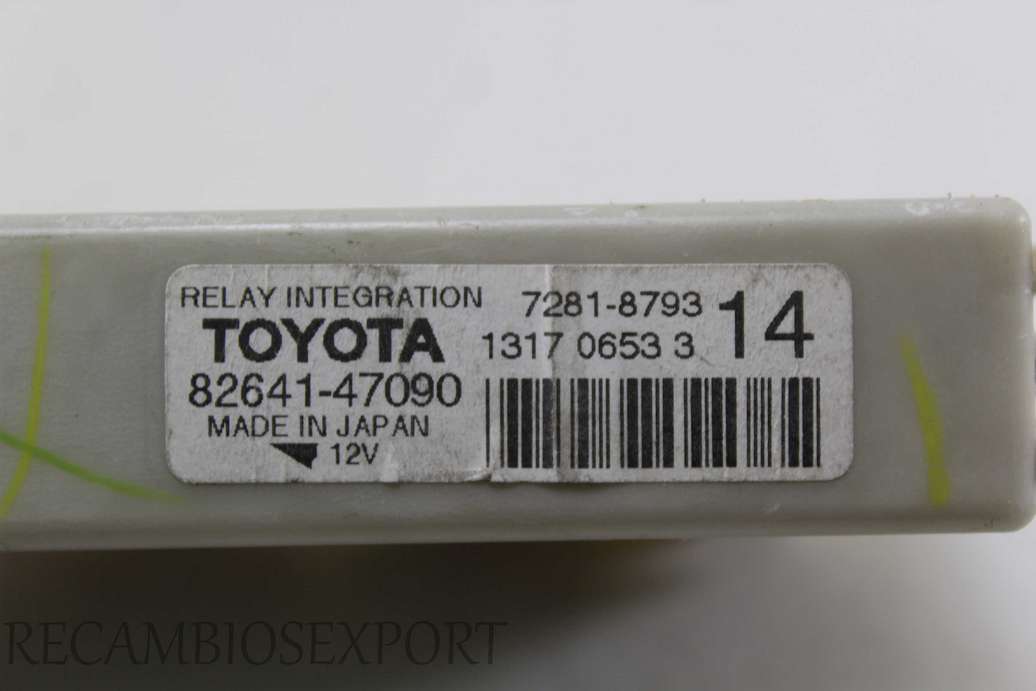 RELAY INTEGRATION 7281-8793 14
TOYOTA 1317 0653 3
82641-47090
MADE IN JAPAN
12V
RECAMBIOSEXPORT